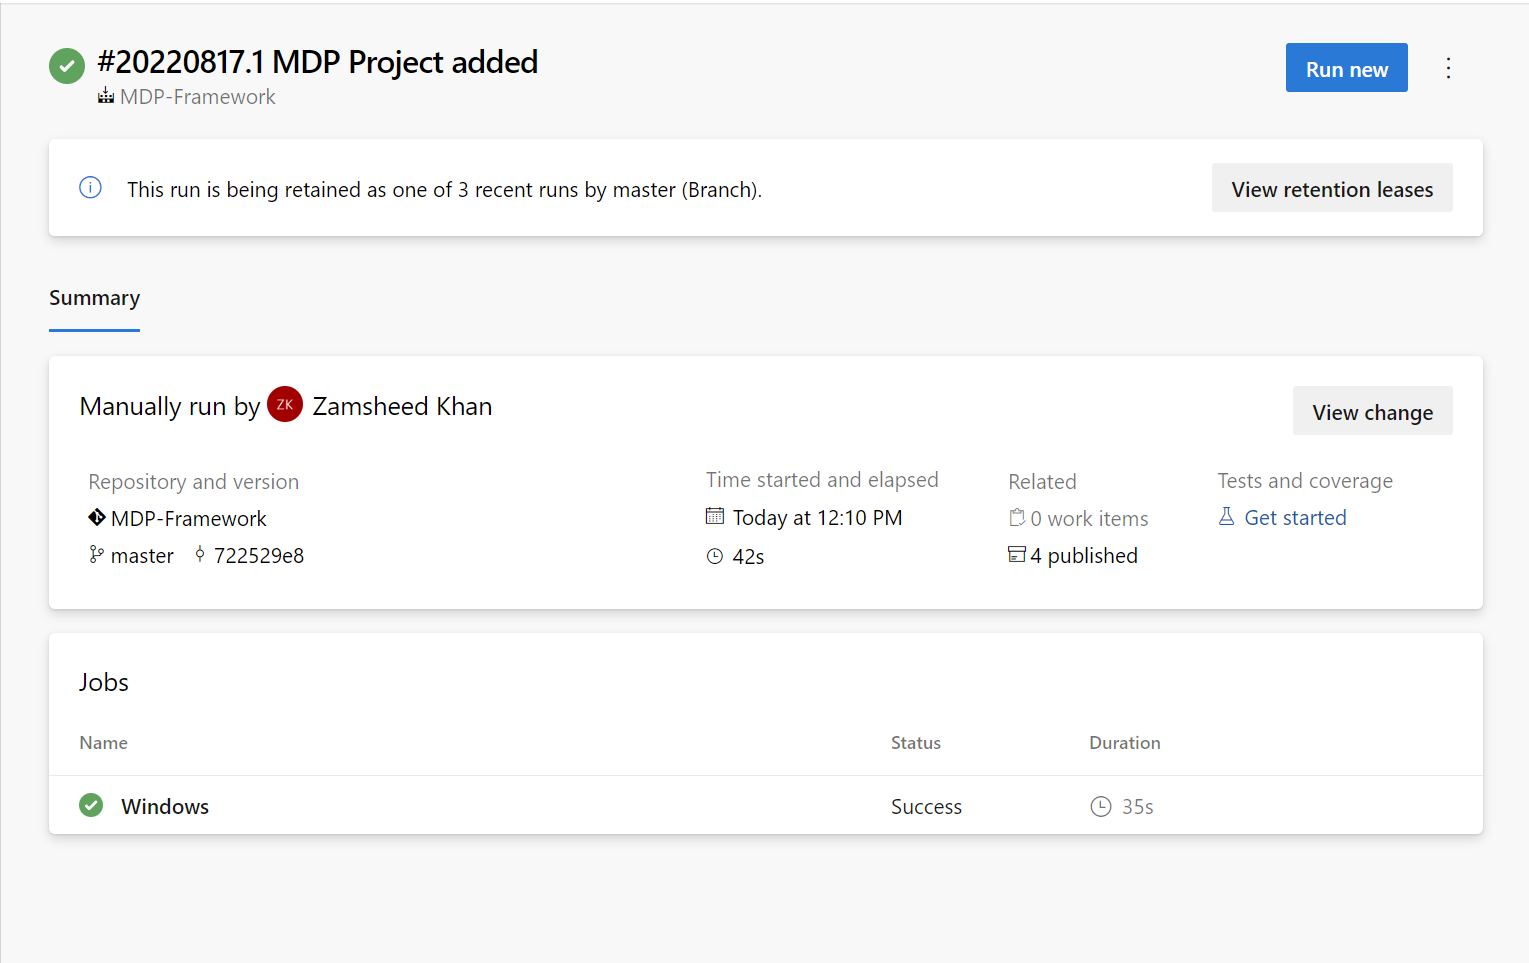 #20220817.1 MDP Project added
Run new
MDP-Framework
This run is being retained as one of 3 recent runs by master (Branch).
View retention leases
Summary
Manually run by ZK Zamsheed Khan
View change
Repository and version
MDP-Framework
master 722529e8
Time started and elapsed
Today at 12:10 PM
42s
Related
0 work items
4 published
Tests and coverage
Get started
Jobs
Name Status Duration
Windows Success 35s